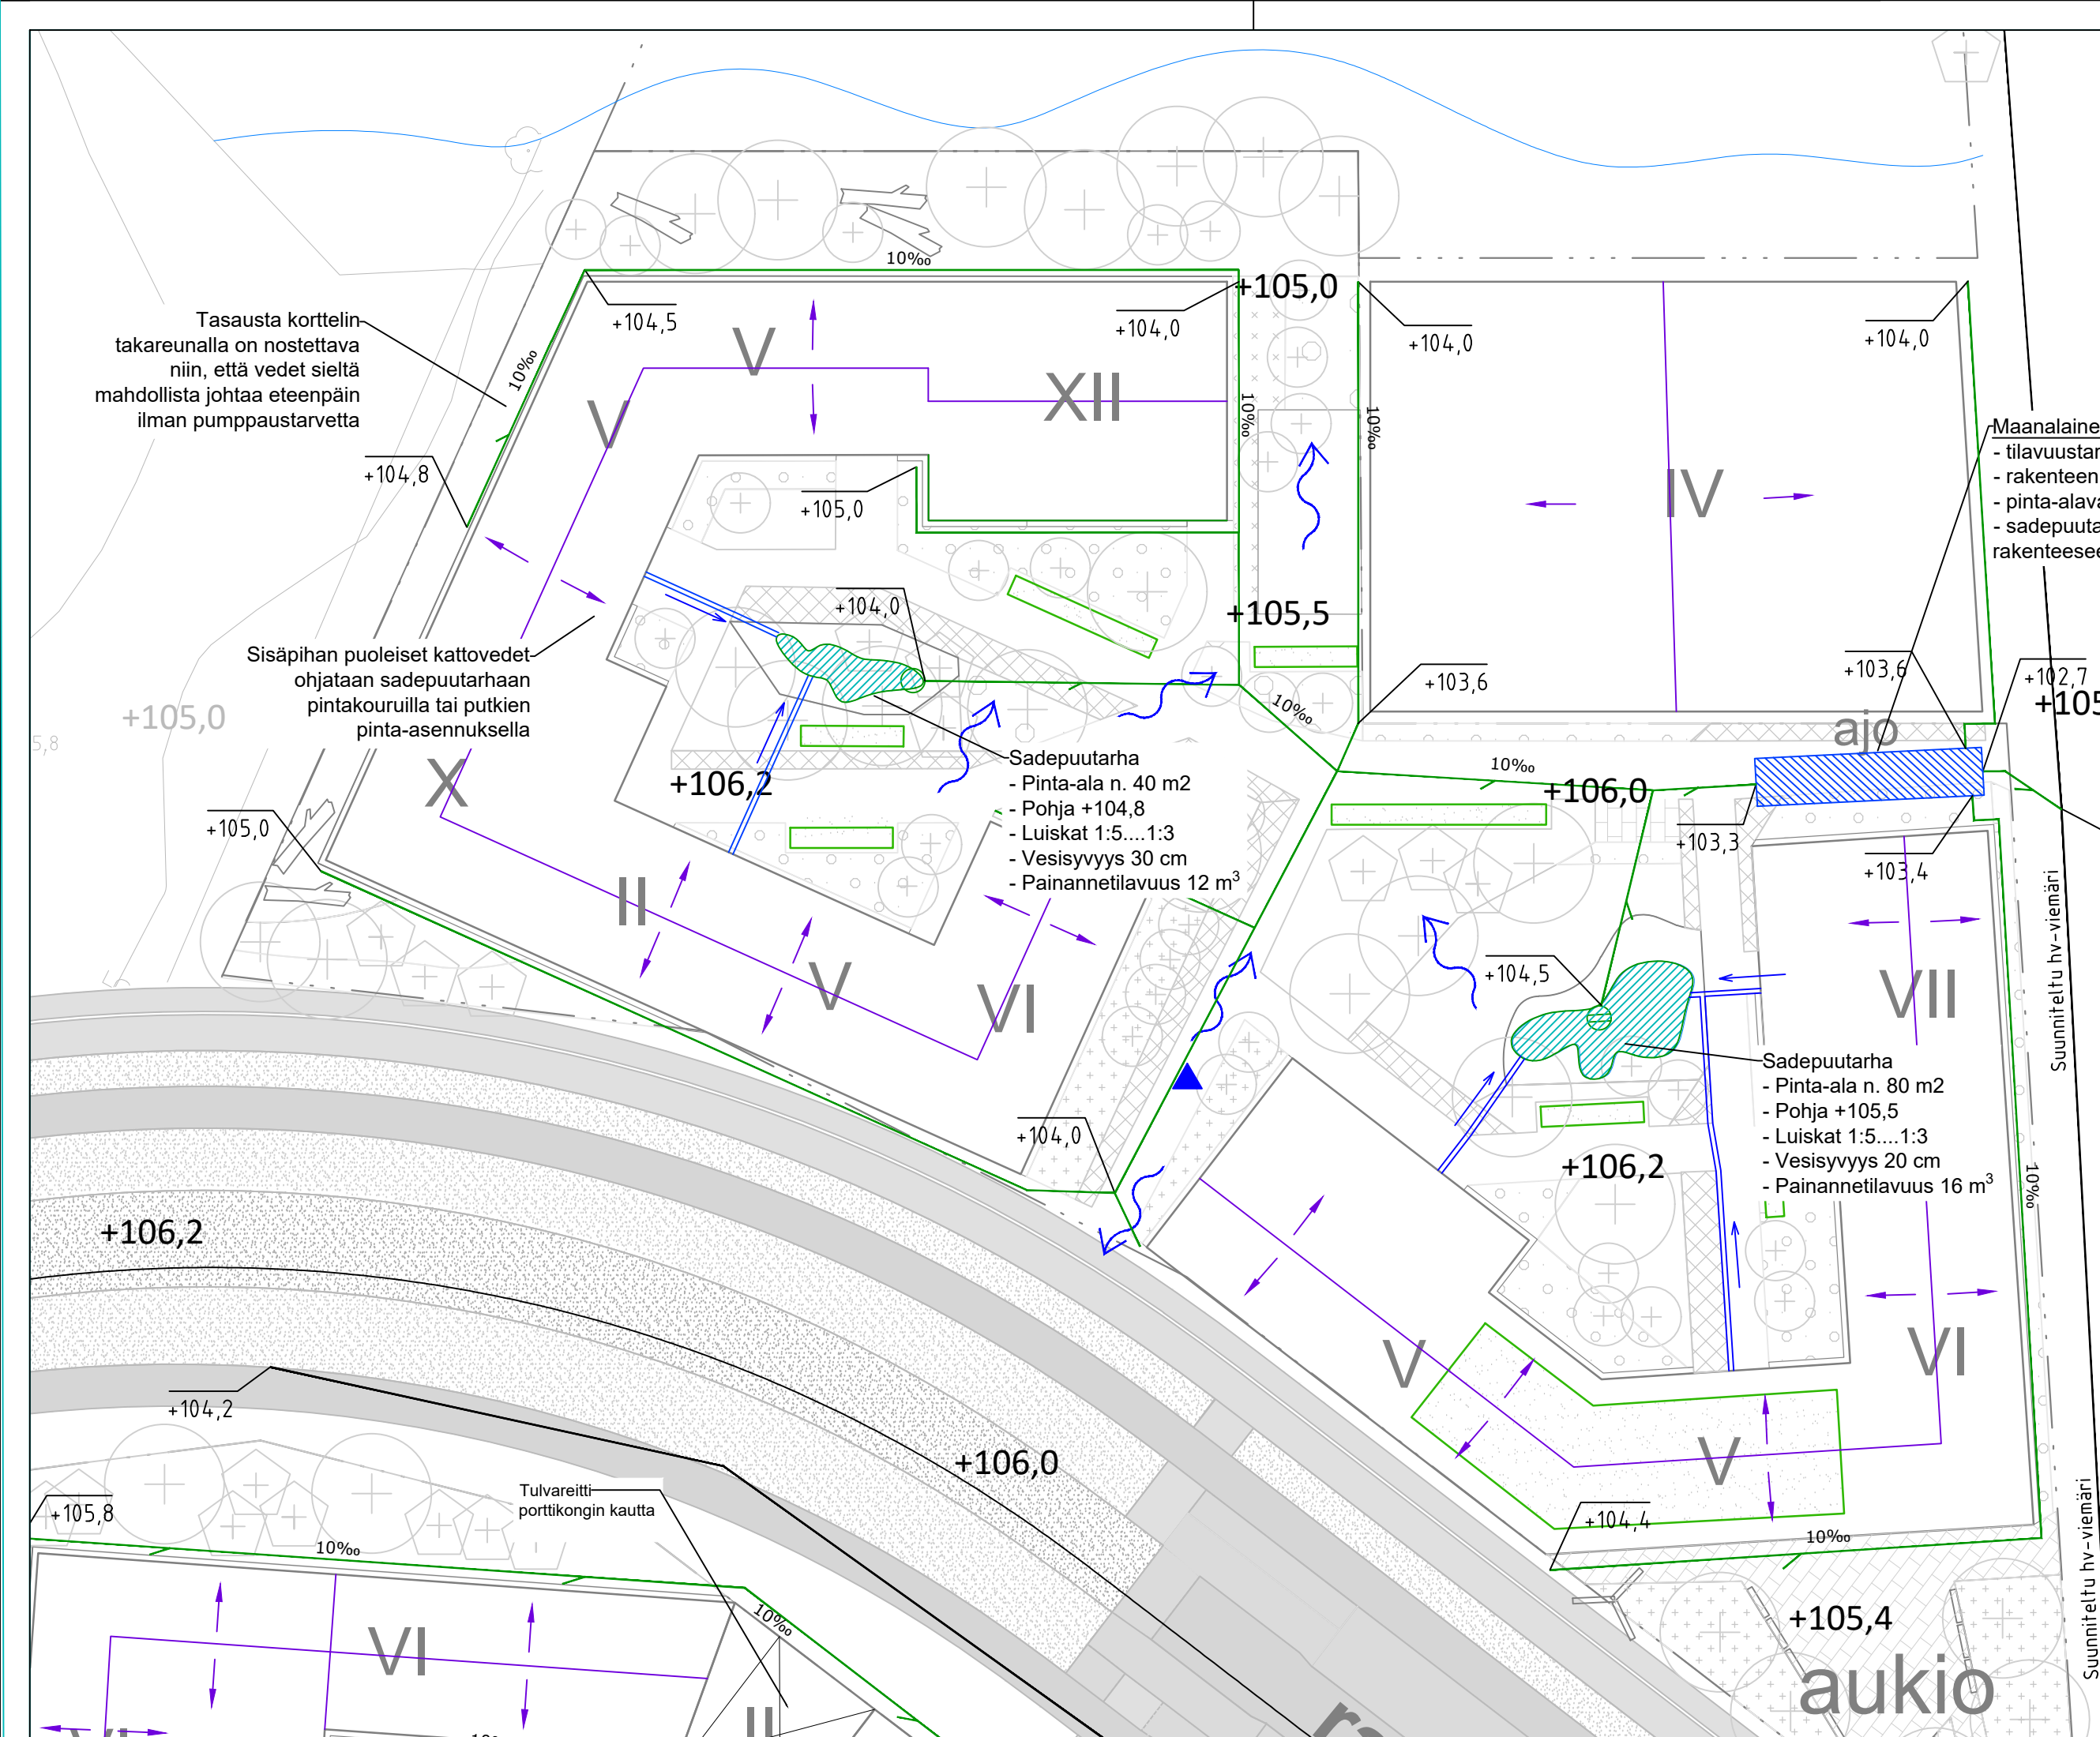 10‰
+105,0
+104,5
+104,0
+104,0
+104,0
Tasausta korttelin
takareunalla on nostettava
niin, että vedet sieltä
mahdollista johtaa eteenpäin
ilman pumppaustarvetta
10‰
V
V
XII
10‰
10‰
IV
Maanalaine
- tilavuustar
- rakenteen
- pinta-alava
- sadepuuta
rakenteesee
+104,8
+105,0
+104,0
+105,5
Sisäpihan puoleiset kattovedet
ohjataan sadepuutarhaan
pintakouruilla tai putkien
pinta-asennuksella
+105,0
5,8
+103,6
+103,6
+102,7
+105
10‰
ajo
X
+106,2
Sadepuutarha
- Pinta-ala n. 40 m2
- Pohja +104,8
- Luiskat 1:5....1:3
- Vesisyvyys 30 cm
- Painannetilavuus 12 m³
10‰
+106,0
+105,0
+103,3
+103,4
II
V
VI
+104,5
VII
Suunniteltu hv-viemäri
Sadepuutarha
- Pinta-ala n. 80 m2
- Pohja +105,5
- Luiskat 1:5....1:3
- Vesisyvyys 20 cm
- Painannetilavuus 16 m³
+104,0
+106,2
10‰
+106,2
V
VI
+104,2
+106,0
V
Tulvareitti
porttikongin kautta
+105,8
+104,4
10‰
10‰
Suunniteltu hv-viemäri
10‰
+105,4
VI
aukio
II